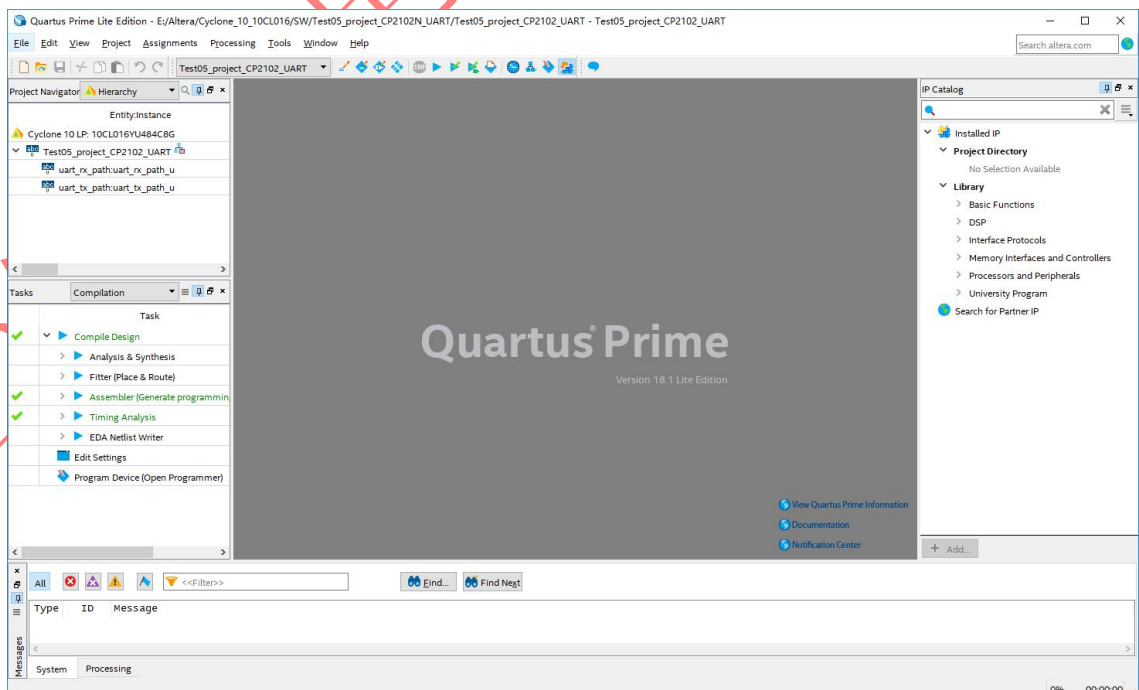 Quartus Prime Lite Edition - E:/Altera/Cyclone_10_10CL016/SW/Test05_project_CP2102N_UART/Test05_project_CP2102_UART - Test05_project_CP2102_UART
File Edit View Project Assignments Processing Tools Window Help
Search altera.com
Test05_project_CP2102_UART
Project Navigator Hierarchy
Entity:Instance
Cyclone 10 LP: 10CL016YU484C8G
Test05_project_CP2102_UART
uart_rx_path:uart_rx_path_u
uart_tx_path:uart_tx_path_u
Tasks Compilation
Task
Compile Design
Analysis & Synthesis
Fitter (Place & Route)
Assembler (Generate programmin
Timing Analysis
EDA Netlist Writer
Edit Settings
Program Device (Open Programmer)
Quartus Prime
Version 18.1 Lite Edition
View Quartus Prime Information
Documentation
Notification Center
IP Catalog
Installed IP
Project Directory
No Selection Available
Library
Basic Functions
DSP
Interface Protocols
Memory Interfaces and Controllers
Processors and Peripherals
University Program
Search for Partner IP
+ Add...
All <<Filter>> Find... Find Next
Type ID Message
Messages
System Processing
0% 00:00:00